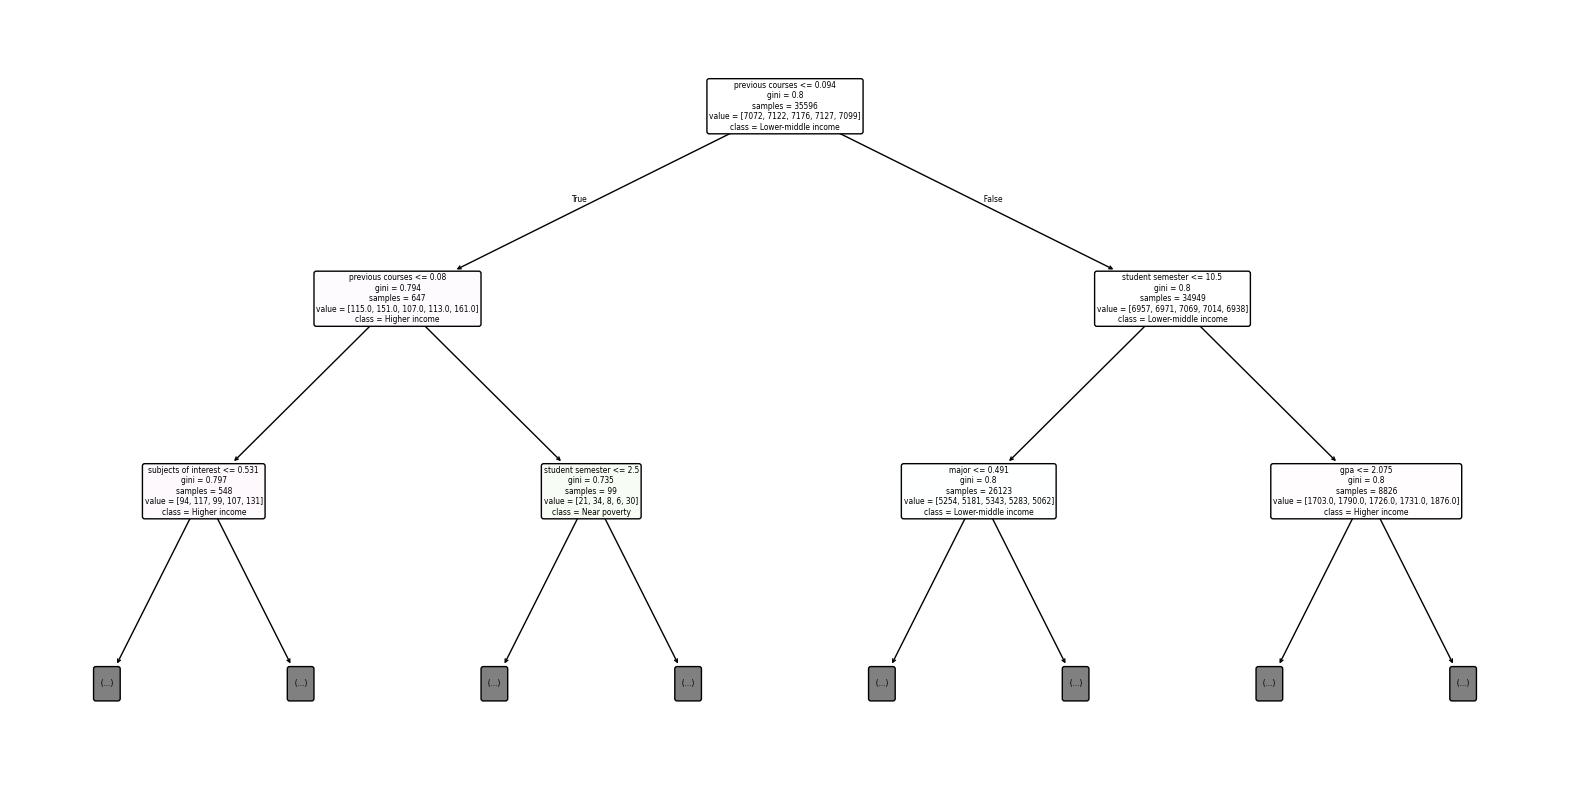 previous courses <= 0.094
gini = 0.8
samples = 35596
value = [7072, 7122, 7176, 7127, 7099]
class = Lower-middle income
True
False
previous courses <= 0.08
gini = 0.794
samples = 647
value = [115.0, 151.0, 107.0, 113.0, 161.0]
class = Higher income
student semester <= 10.5
gini = 0.8
samples = 34949
value = [6957, 6971, 7069, 7014, 6938]
class = Lower-middle income
subjects of interest <= 0.531
gini = 0.797
samples = 548
value = [94, 117, 99, 107, 131]
class = Higher income
student semester <= 2.5
gini = 0.735
samples = 99
value = [21, 34, 8, 6, 30]
class = Near poverty
major <= 0.491
gini = 0.8
samples = 26123
value = [5254, 5181, 5343, 5283, 5062]
class = Lower-middle income
gpa <= 2.075
gini = 0.8
samples = 8826
value = [1703.0, 1790.0, 1726.0, 1731.0, 1876.0]
class = Higher income
(...)
(...)
(...)
(...)
(...)
(...)
(...)
(...)